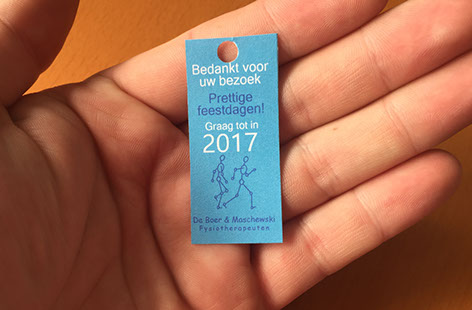 Bedankt voor
uw bezoek
Prettige
feestdagen!
Graag tot in
2017
De Boer & Moschewski
Fysiotherapeuten